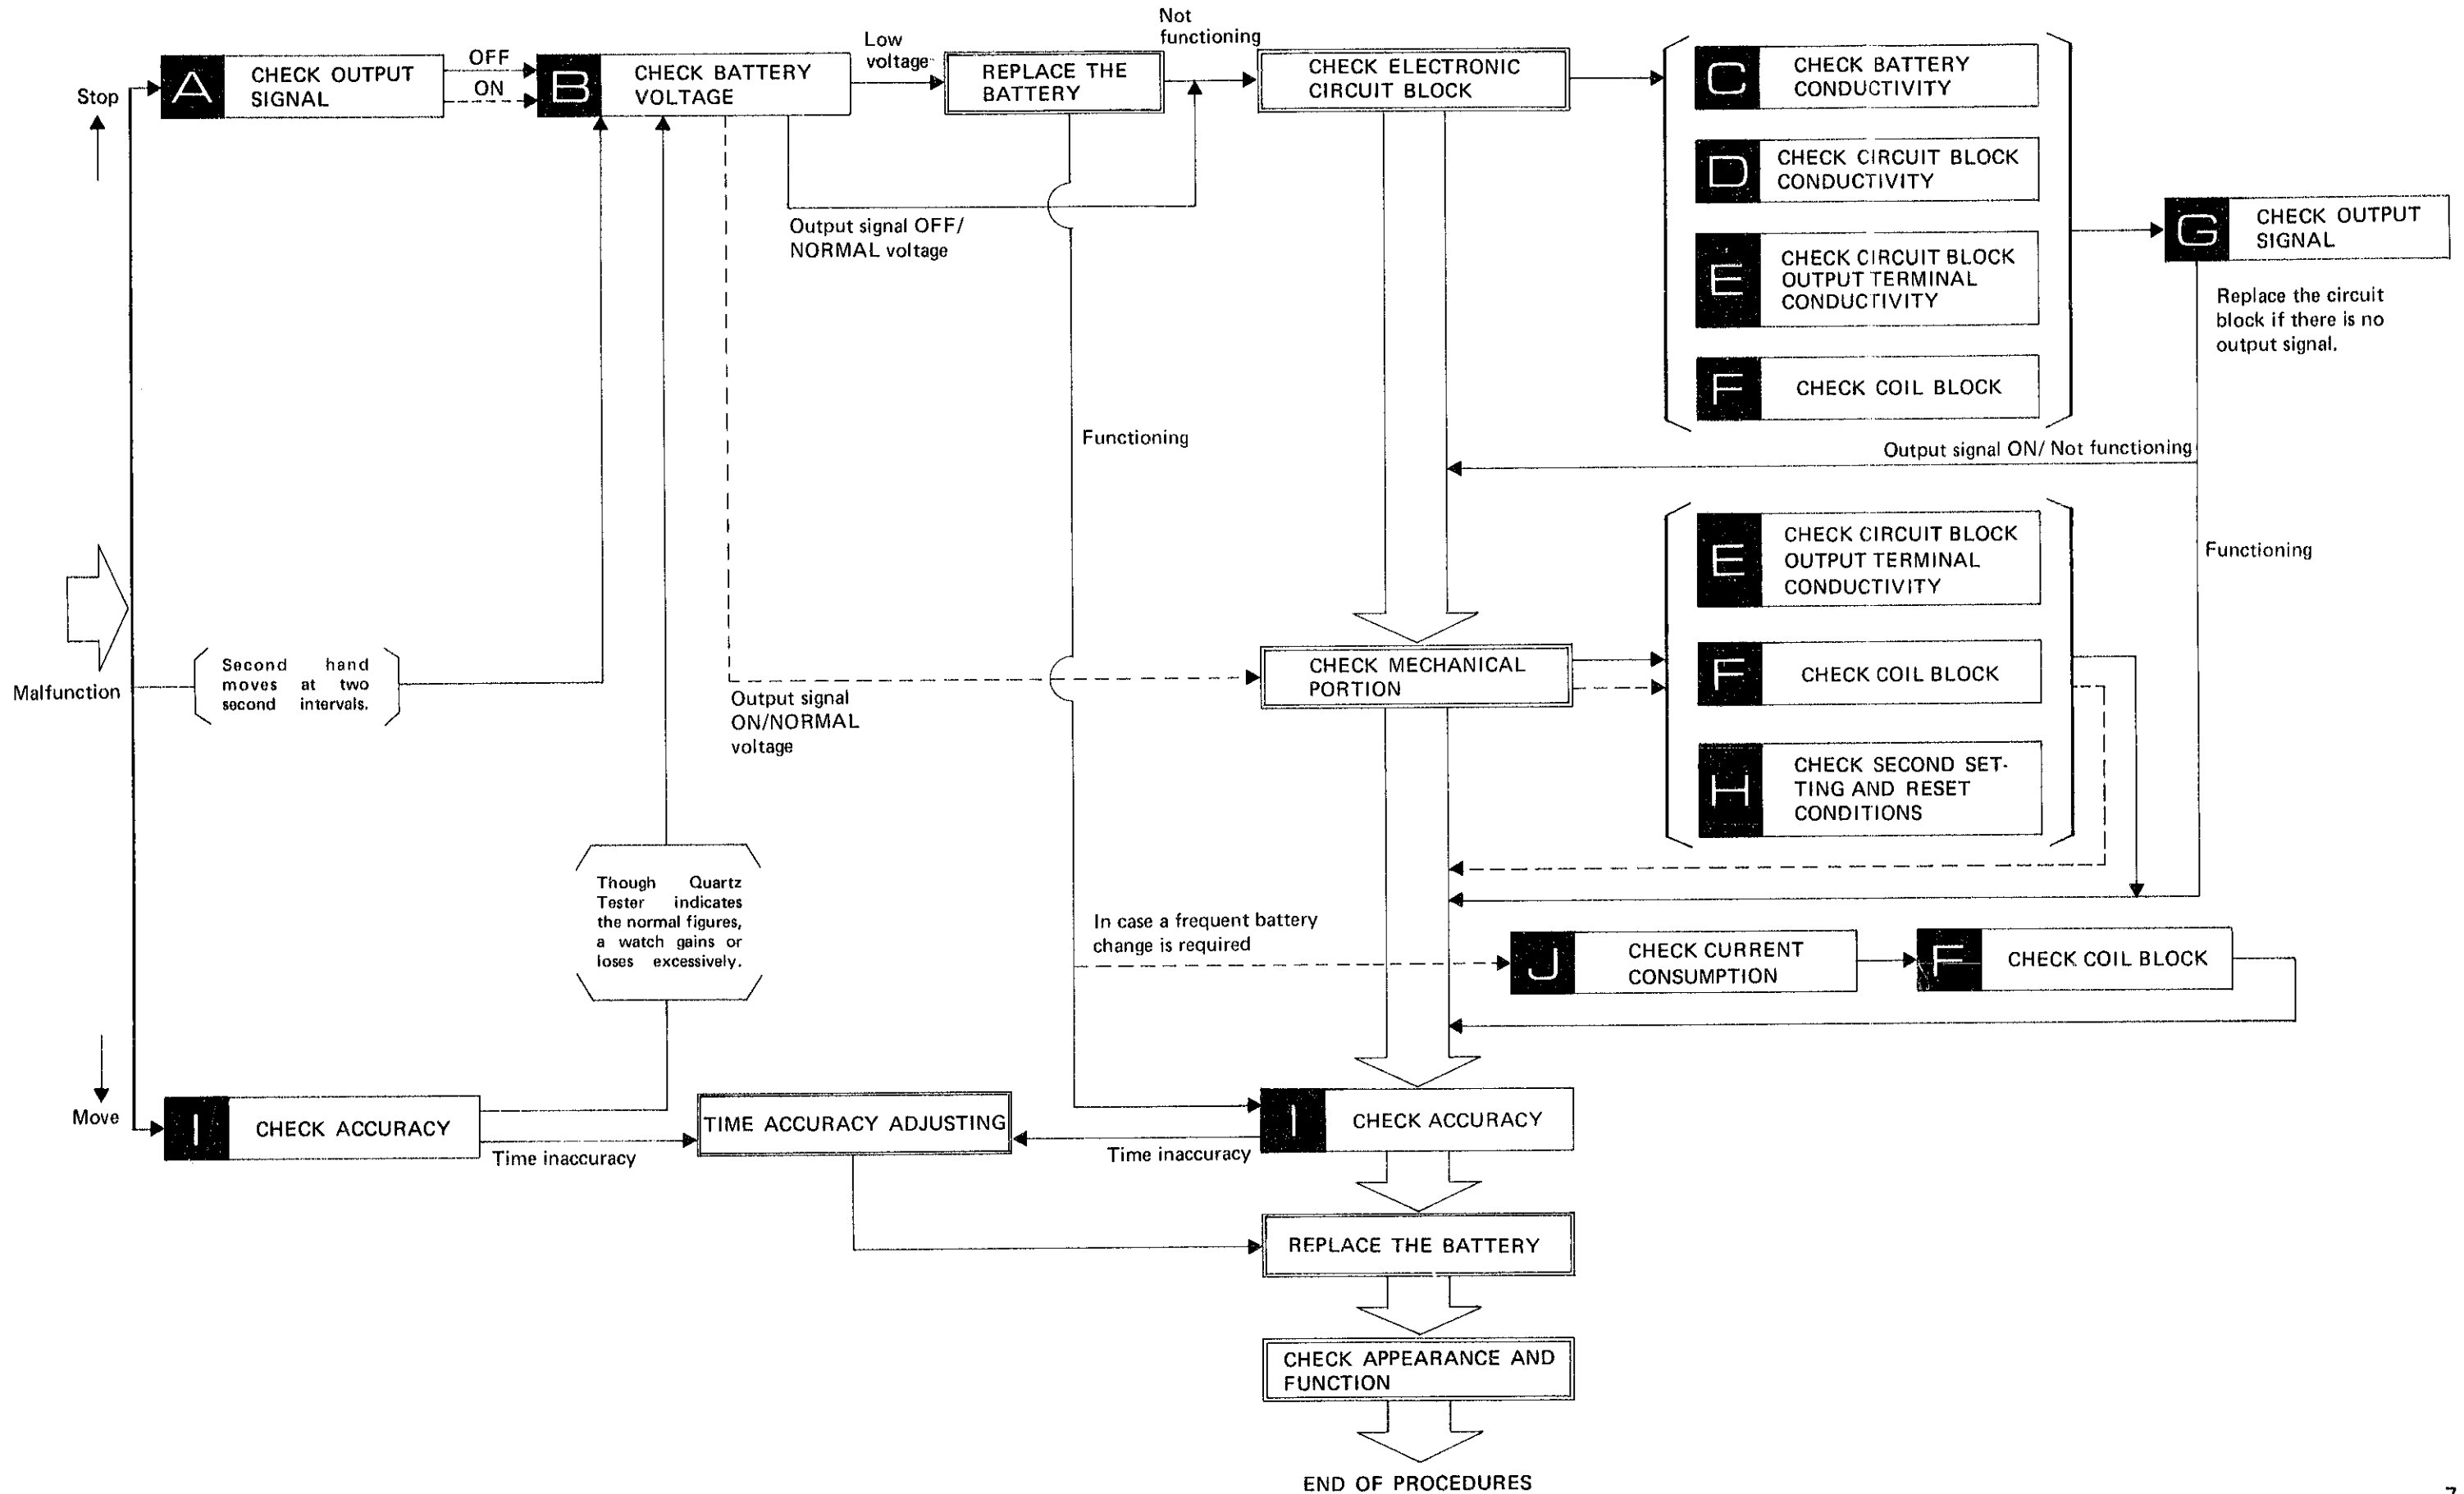 Not
functioning
Low
voltage
Stop
A
CHECK OUTPUT
SIGNAL
OFF
ON
B
CHECK BATTERY
VOLTAGE
REPLACE THE
BATTERY
CHECK ELECTRONIC
CIRCUIT BLOCK
C
CHECK BATTERY
CONDUCTIVITY
D
CHECK CIRCUIT BLOCK
CONDUCTIVITY
E
CHECK CIRCUIT BLOCK
OUTPUT TERMINAL
CONDUCTIVITY
F
CHECK COIL BLOCK
G
CHECK OUTPUT
SIGNAL
Replace the circuit
block if there is no
output signal.
Output signal OFF/
NORMAL voltage
Functioning
Output signal ON/ Not functioning
Functioning
Malfunction
Second hand
moves at two
second intervals.
Output signal
ON/NORMAL
voltage
CHECK MECHANICAL
PORTION
E
CHECK CIRCUIT BLOCK
OUTPUT TERMINAL
CONDUCTIVITY
F
CHECK COIL BLOCK
H
CHECK SECOND SET-
TING AND RESET
CONDITIONS
Though Quartz
Tester indicates
the normal figures,
a watch gains or
loses excessively.
In case a frequent battery
change is required
J
CHECK CURRENT
CONSUMPTION
F
CHECK COIL BLOCK
Move
I
CHECK ACCURACY
Time inaccuracy
TIME ACCURACY ADJUSTING
Time inaccuracy
I
CHECK ACCURACY
REPLACE THE BATTERY
CHECK APPEARANCE AND
FUNCTION
END OF PROCEDURES